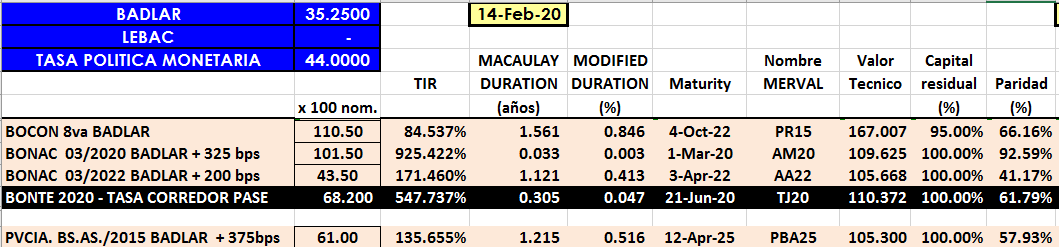 BADLAR 35.2500 14-Feb-20
LEBAC -
TASA POLITICA MONETARIA 44.0000 MACAULAY MODIFIED Nombre Valor Capital
TIR DURATION DURATION Maturity MERVAL Tecnico residual Paridad
x 100 nom. (años) (%) (%) (%)
BOCON 8va BADLAR 110.50 84.537% 1.561 0.846 4-Oct-22 PR15 167.007 95.00% 66.16%
BONAC 03/2020 BADLAR + 325 bps 101.50 925.422% 0.033 0.003 1-Mar-20 AM20 109.625 100.00% 92.59%
BONAC 03/2022 BADLAR + 200 bps 43.50 171.460% 1.121 0.413 3-Apr-22 AA22 105.668 100.00% 41.17%
BONTE 2020 - TASA CORREDOR PASE 68.200 547.737% 0.305 0.047 21-Jun-20 TJ20 110.372 100.00% 61.79%
PVCIA. BS.AS./2015 BADLAR + 375bps 61.00 135.655% 1.215 0.516 12-Apr-25 PBA25 105.300 100.00% 57.93%